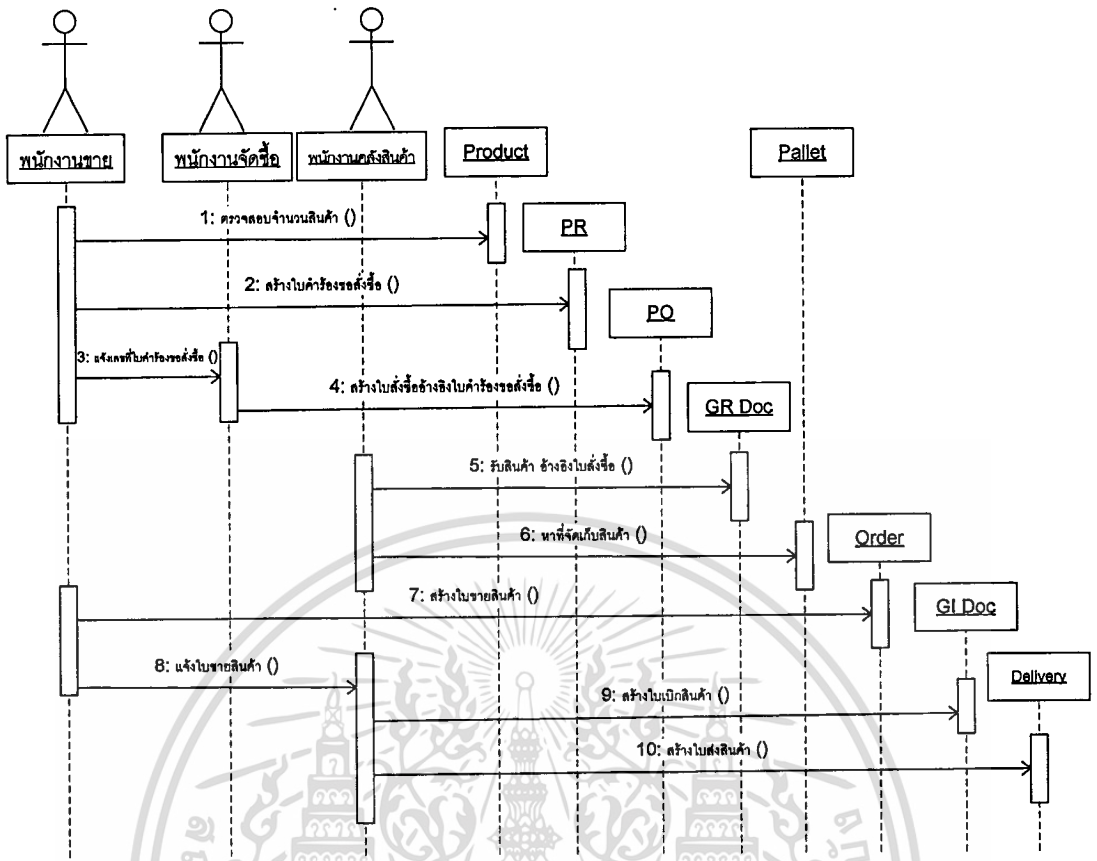 พนักงานขาย
พนักงานจัดซื้อ
พนักงานคลังสินค้า
Product
Pallet
1: ตรวจสอบจำนวนสินค้า ()
PR
2: สร้างใบคำร้องขอสั่งซื้อ ()
PO
3: แจ้งเลขที่ใบคำร้องขอสั่งซื้อ ()
4: สร้างใบสั่งซื้ออ้างอิงใบคำร้องขอสั่งซื้อ ()
GR Doc
5: รับสินค้า อ้างอิงใบสั่งซื้อ ()
6: หาที่จัดเก็บสินค้า ()
Order
7: สร้างใบขายสินค้า ()
GI Doc
8: แจ้งใบขายสินค้า ()
Delivery
9: สร้างใบเบิกสินค้า ()
10: สร้างใบส่งสินค้า ()